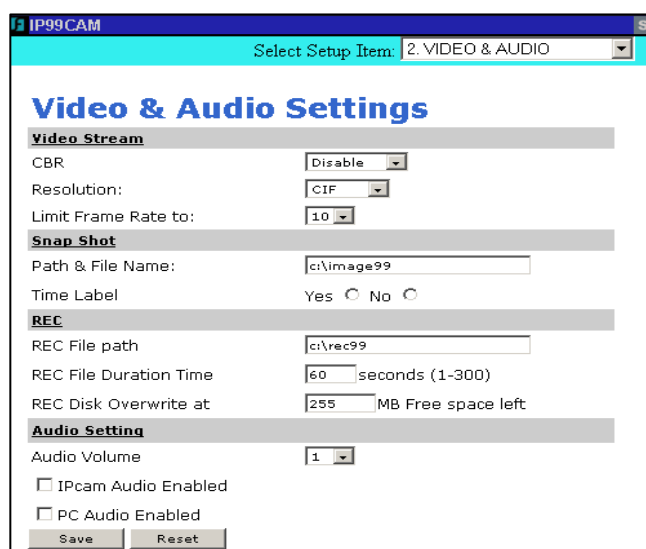 IP99CAM S
Select Setup Item: 2. VIDEO & AUDIO
Video & Audio Settings
Video Stream
CBR Disable
Resolution: CIF
Limit Frame Rate to: 10
Snap Shot
Path & File Name: c:\image99
Time Label Yes No
REC
REC File path c:\rec99
REC File Duration Time 60 seconds (1-300)
REC Disk Overwrite at 255 MB Free space left
Audio Setting
Audio Volume 1
IPcam Audio Enabled
PC Audio Enabled
Save Reset